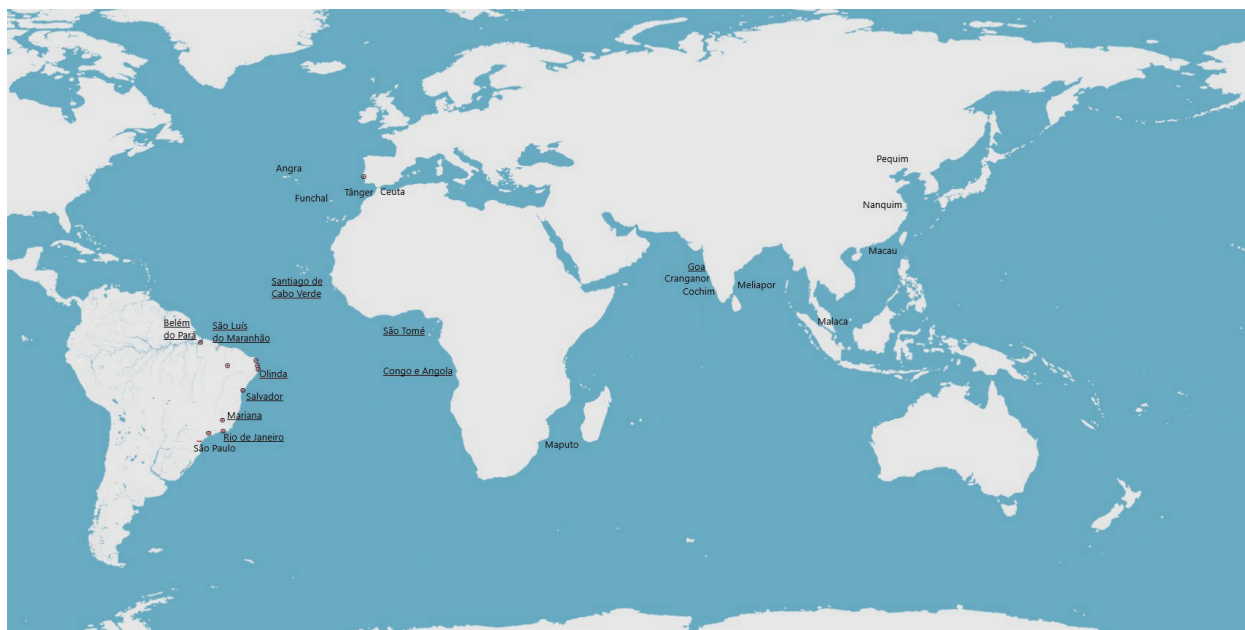 Pequim
Angra
Tânger
Ceuta
Funchal
Nanquim
Macau
Goa
Cranganor
Cochim
Meliapor
Santiago de
Cabo Verde
Malaca
Belém
do Pará
São Luís
do Maranhão
São Tomé
Congo e Angola
Olinda
Salvador
Mariana
Rio de Janeiro
São Paulo
Maputo